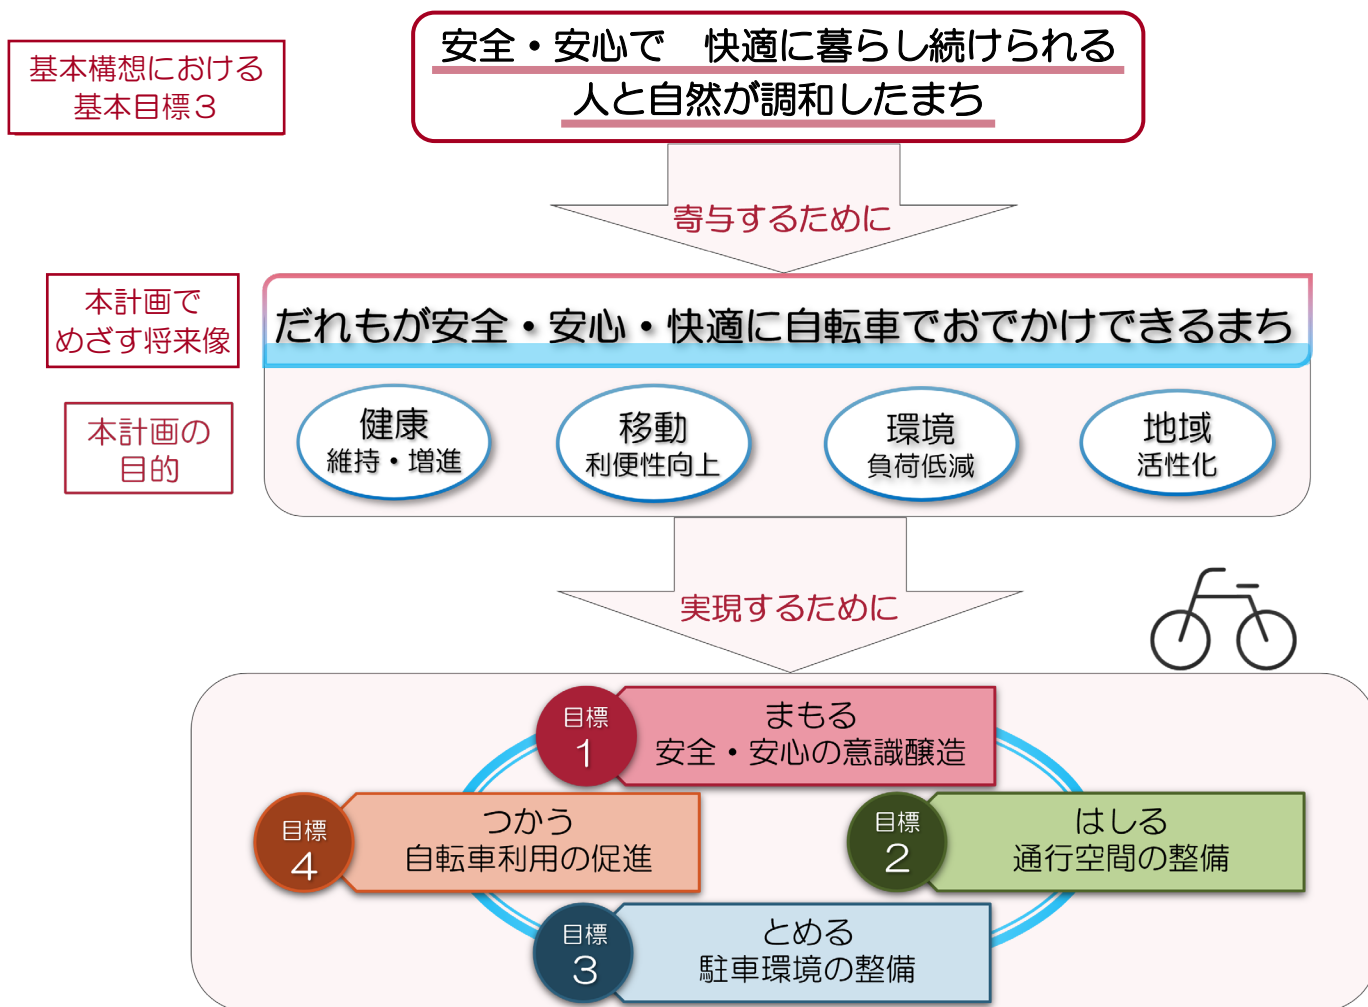 基本構想における
基本目標3
安全・安心で　快適に暮らし続けられる
人と自然が調和したまち
寄与するために
本計画で
めざす将来像
だれもが安全・安心・快適に自転車でおでかけできるまち
本計画の
目的
健康
維持・増進
移動
利便性向上
環境
負荷低減
地域
活性化
実現するために
目標
1
まもる
安全・安心の意識醸造
目標
2
はしる
通行空間の整備
目標
3
とめる
駐車環境の整備
目標
4
つかう
自転車利用の促進